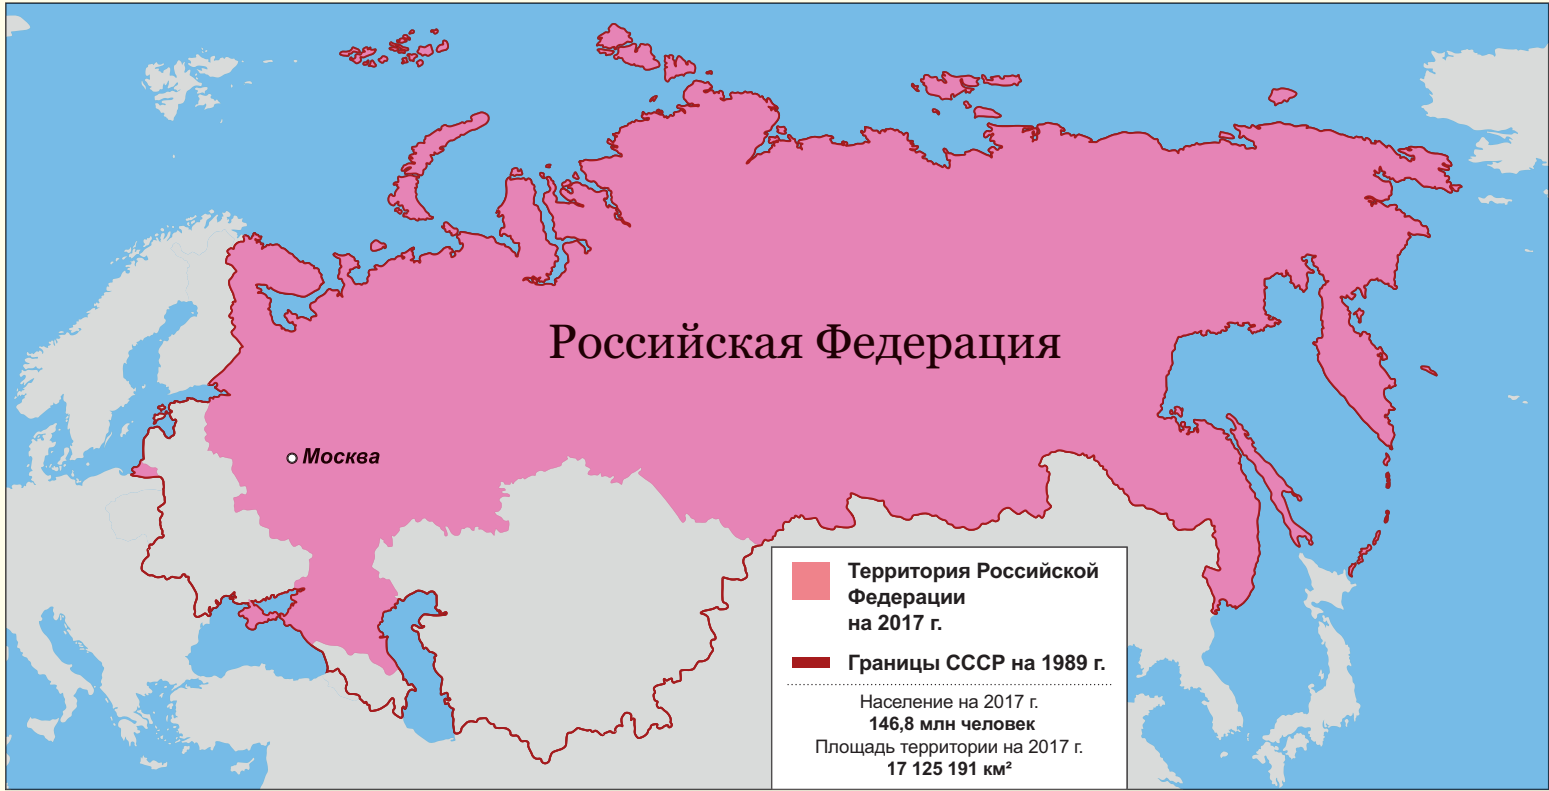 Российская Федерация
Москва
Территория Российской
Федерации
на 2017 г.
Границы СССР на 1989 г.
Население на 2017 г.
146,8 млн человек
Площадь территории на 2017 г.
17 125 191 км²